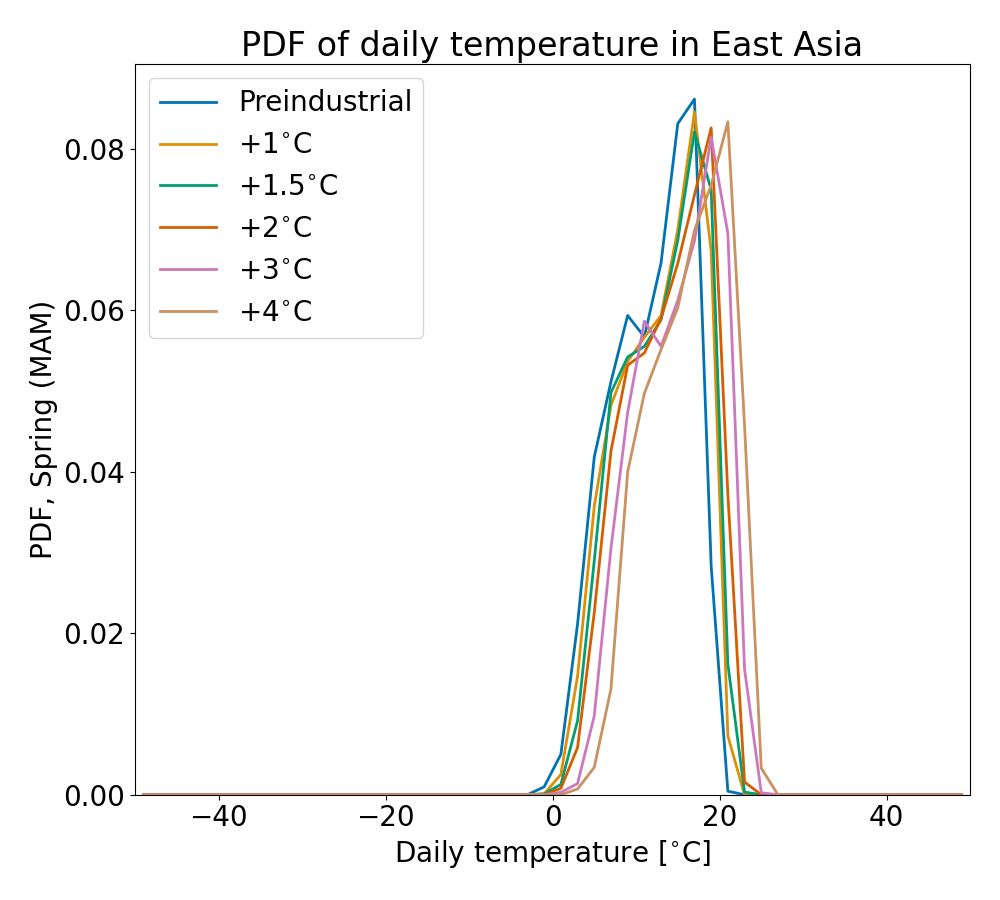 PDF of daily temperature in East Asia
Preindustrial
+1°C
+1.5°C
+2°C
+3°C
+4°C
PDF, Spring (MAM)
0.08
0.06
0.04
0.02
0.00
−40
−20
0
20
40
Daily temperature [°C]